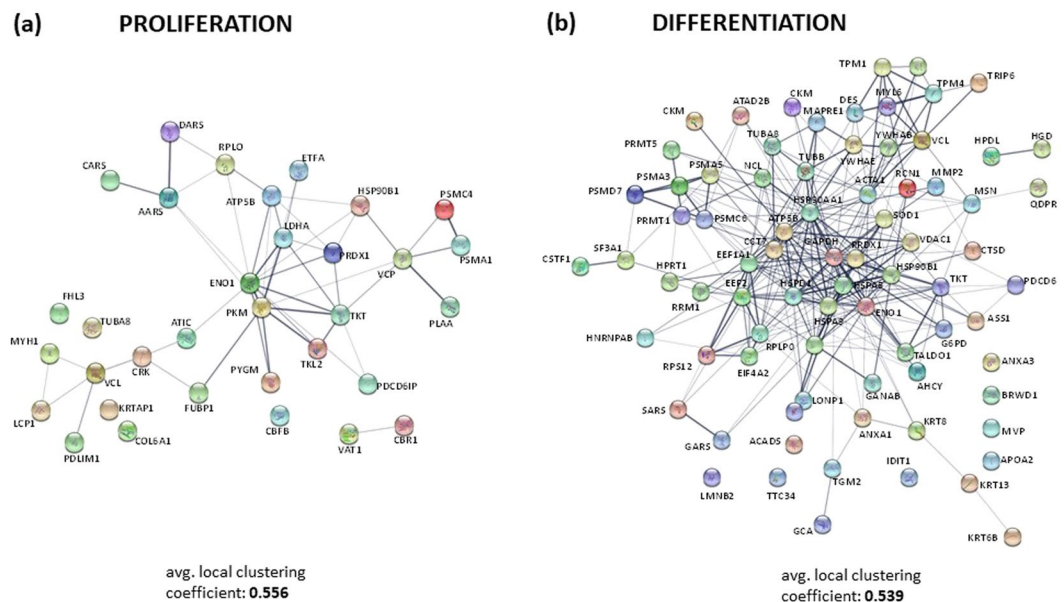 (a) PROLIFERATION
DARS
RPLO
CARS
ETFA
AARS
HSP90B1
PSMC4
ATP5B
LDHA
PRDX1
PSMA1
VCP
ENO1
PKM
TKT
PLAA
FHL3
TUBA8
ATIC
MYH1
CRK
TKL2
VCL
PYGM
PDCD6IP
FUBP1
LCP1
KRTAP1
CBFB
COL6A1
PDLIM1
VAT1
CBR1
avg. local clustering
coefficient: 0.556
(b) DIFFERENTIATION
TPM1
TPM4
TRIP6
CKM
DES
MYL6
CKM
ATAD2B
MAPRE1
TUBA8
YWHAB
VCL
HPDL
HGD
PRMT5
NCL
TUBB
YWHAE
PSMA5
PSMA3
ACTA1
RCN1
MMP2
PSMD7
MSN
QDPR
HSP90AA1
PRMT1
PSMC6
ATP5B
SOD1
CCT7
GAPDH
PRDX1
VDAC1
CTSD
SF3A1
CSTF1
EEF1A1
HPRT1
HSP90B1
TKT
PDCD6
EEF2
HSPD1
HSPA5
RRM1
HSPA8
ENO1
ASS1
HNRNPAB
RPLP0
G6PD
RPS12
EIF4A2
TALDO1
ANXA3
AHCY
GANAB
BRWD1
LONP1
SARS
GARS
ACADS
ANXA1
KRT8
MVP
APOA2
IDIT1
LMNB2
TTC34
TGM2
KRT13
GCA
KRT6B
avg. local clustering
coefficient: 0.539